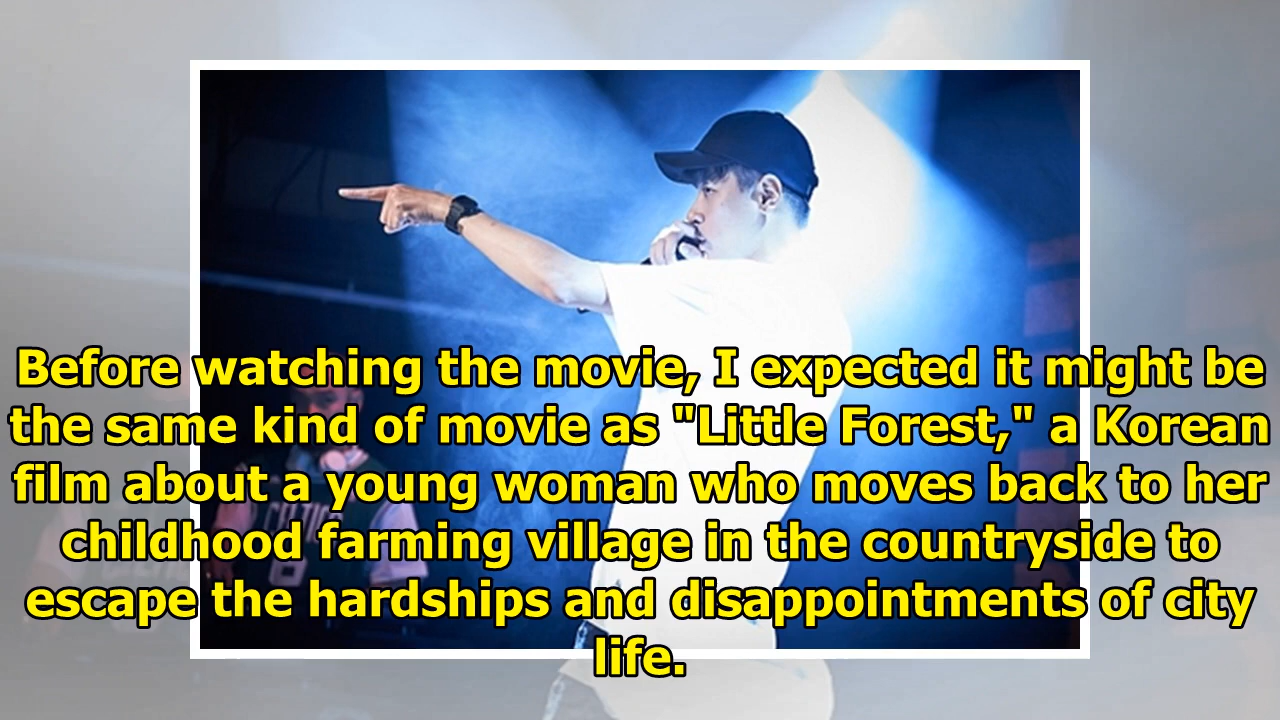 Before watching the movie, I expected it might be
the same kind of movie as "Little Forest," a Korean
film about a young woman who moves back to her
childhood farming village in the countryside to
escape the hardships and disappointments of city
life.